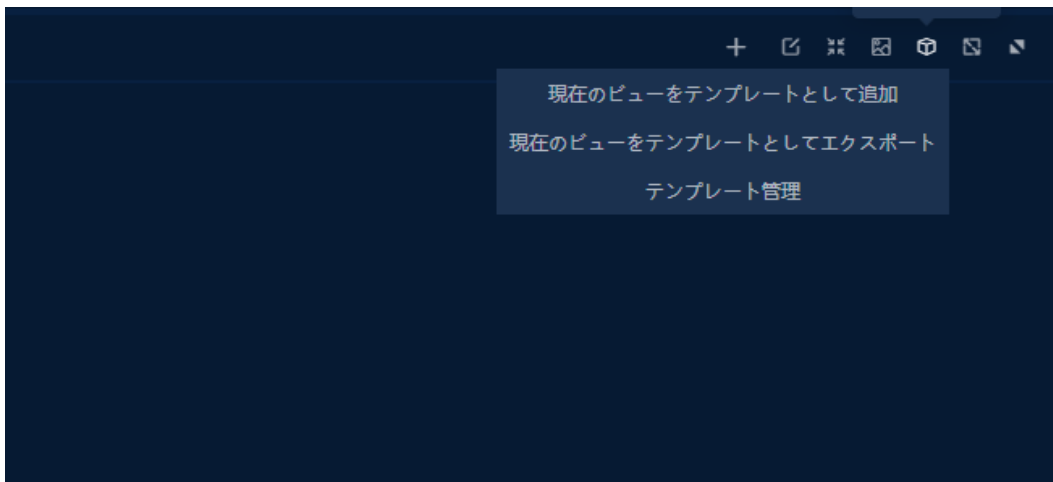 現在のビューをテンプレートとして追加
現在のビューをテンプレートとしてエクスポート
テンプレート管理